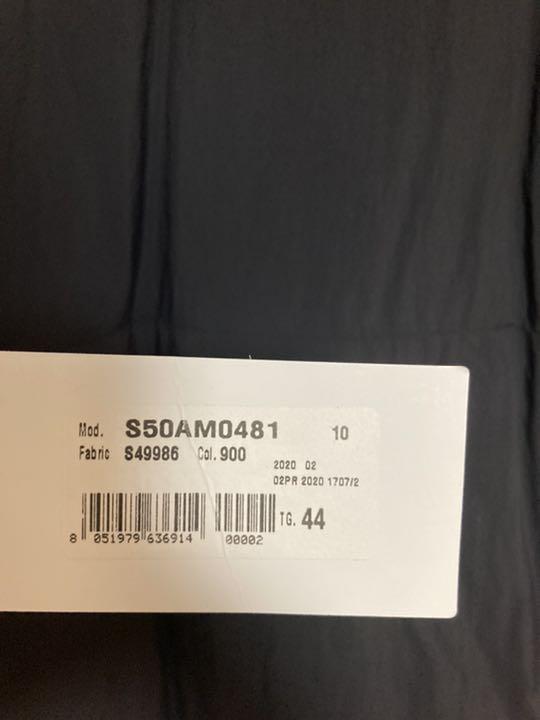 Mod. S50AM0481 10
Fabric S49986 Col. 900
2020 02
02PR 2020 1707/2
TG. 44
8 051979 636914 00002